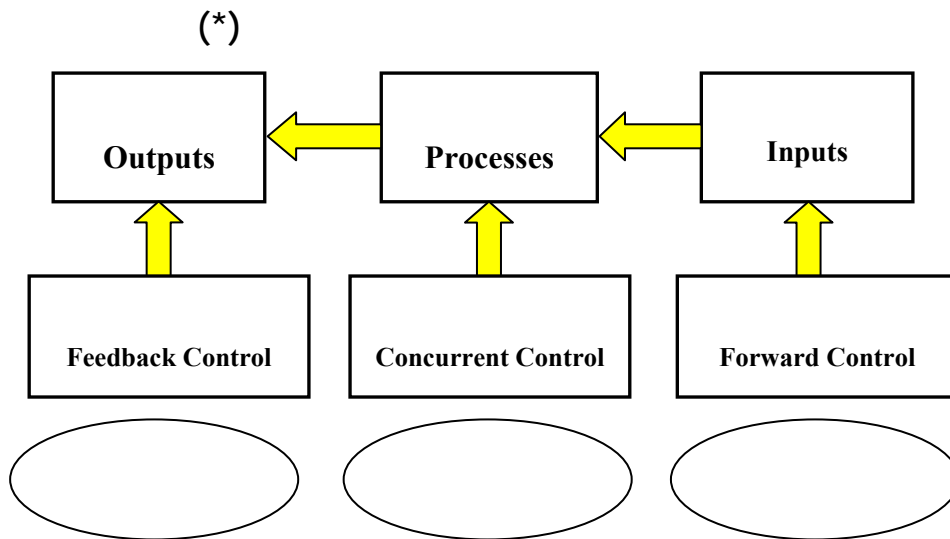 (*)
Outputs
Processes
Inputs
Feedback Control
Concurrent Control
Forward Control